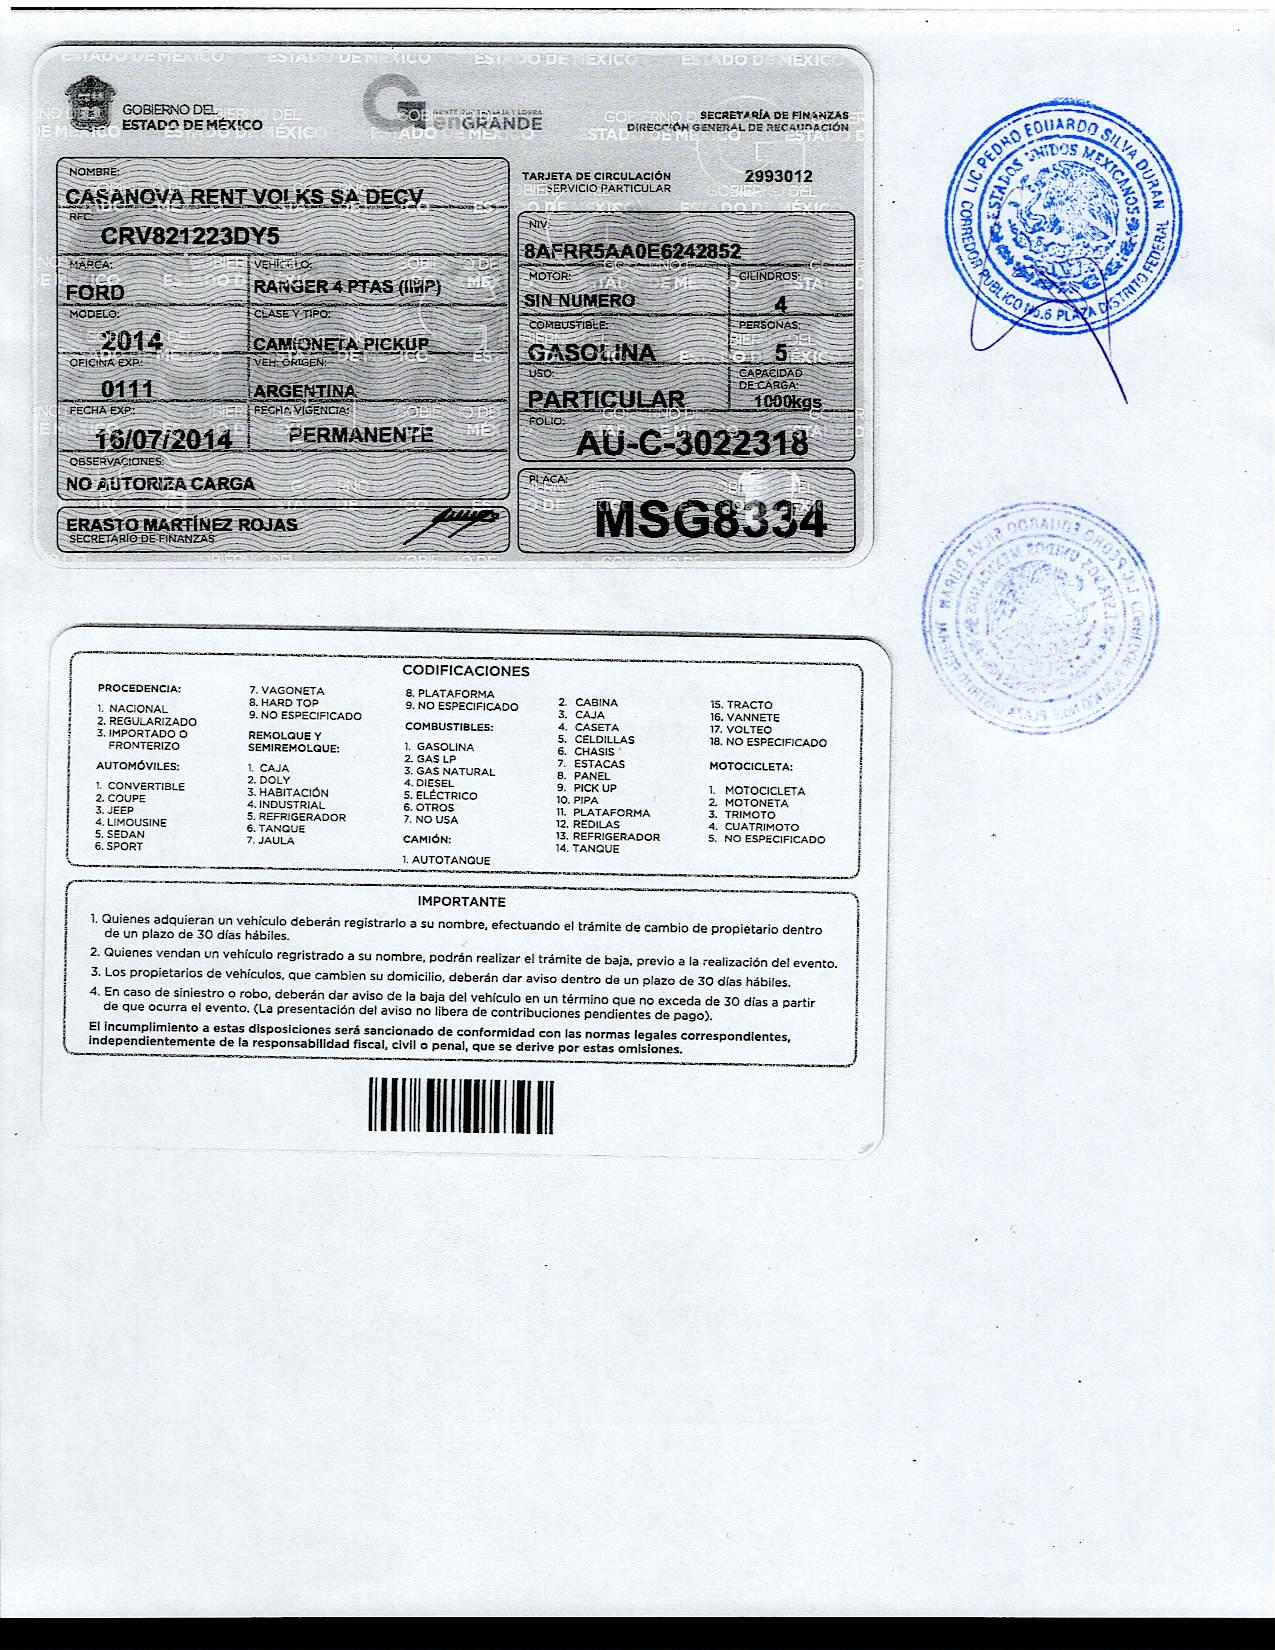 GOBIERNO DEL
ESTADO DE MÉXICO
GENTE QUE TRABAJA Y LOGRA
enGRANDE
SECRETARÍA DE FINANZAS
DIRECCIÓN GENERAL DE RECAUDACIÓN
NOMBRE:
CASANOVA RENT VOLKS SA DECV
RFC:
CRV821223DY5
MARCA:
FORD
VEHÍCULO:
RANGER 4 PTAS (IMP)
MODELO:
2014
CLASE Y TIPO:
CAMIONETA PICKUP
OFICINA EXP.:
0111
VEH. ORIGEN:
ARGENTINA
FECHA EXP.:
16/07/2014
FECHA VIGENCIA:
PERMANENTE
OBSERVACIONES:
NO AUTORIZA CARGA
ERASTO MARTÍNEZ ROJAS
SECRETARIO DE FINANZAS
TARJETA DE CIRCULACIÓN
SERVICIO PARTICULAR
2993012
NIV:
8AFRR5AA0E6242852
MOTOR:
SIN NUMERO
CILINDROS:
4
COMBUSTIBLE:
GASOLINA
PERSONAS:
5
USO:
PARTICULAR
CAPACIDAD
DE CARGA:
1000kgs
FOLIO:
AU-C-3022318
PLACA:
MSG8334
LIC PEDRO EDUARDO SILVA DURAN
ESTADOS UNIDOS MEXICANOS
CORREDOR PUBLICO No.6 PLAZA DISTRITO FEDERAL
CODIFICACIONES
PROCEDENCIA:
1. NACIONAL
2. REGULARIZADO
3. IMPORTADO O
FRONTERIZO
AUTOMÓVILES:
1. CONVERTIBLE
2. COUPE
3. JEEP
4. LIMOUSINE
5. SEDAN
6. SPORT
7. VAGONETA
8. HARD TOP
9. NO ESPECIFICADO
REMOLQUE Y
SEMIREMOLQUE:
1. CAJA
2. DOLY
3. HABITACIÓN
4. INDUSTRIAL
5. REFRIGERADOR
6. TANQUE
7. JAULA
8. PLATAFORMA
9. NO ESPECIFICADO
COMBUSTIBLES:
1. GASOLINA
2. GAS LP
3. GAS NATURAL
4. DIESEL
5. ELÉCTRICO
6. OTROS
7. NO USA
CAMIÓN:
1. AUTOTANQUE
2. CABINA
3. CAJA
4. CASETA
5. CELDILLAS
6. CHASIS
7. ESTACAS
8. PANEL
9. PICK UP
10. PIPA
11. PLATAFORMA
12. REDILAS
13. REFRIGERADOR
14. TANQUE
15. TRACTO
16. VANNETE
17. VOLTEO
18. NO ESPECIFICADO
MOTOCICLETA:
1. MOTOCICLETA
2. MOTONETA
3. TRIMOTO
4. CUATRIMOTO
5. NO ESPECIFICADO
IMPORTANTE
1. Quienes adquieran un vehículo deberán registrarlo a su nombre, efectuando el trámite de cambio de propietario dentro
de un plazo de 30 días hábiles.
2. Quienes vendan un vehículo regristrado a su nombre, podrán realizar el trámite de baja, previo a la realización del evento.
3. Los propietarios de vehículos, que cambien su domicilio, deberán dar aviso dentro de un plazo de 30 días hábiles.
4. En caso de siniestro o robo, deberán dar aviso de la baja del vehículo en un término que no exceda de 30 días a partir
de que ocurra el evento. (La presentación del aviso no libera de contribuciones pendientes de pago).
El incumplimiento a estas disposiciones será sancionado de conformidad con las normas legales correspondientes,
independientemente de la responsabilidad fiscal, civil o penal, que se derive por estas omisiones.